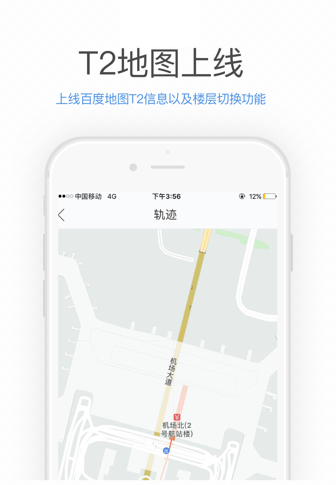 T2地图上线
上线百度地图T2信息以及楼层切换功能
中国移动 4G 下午3:56 12%
轨迹
机场大道
机场北(2
号航站楼)